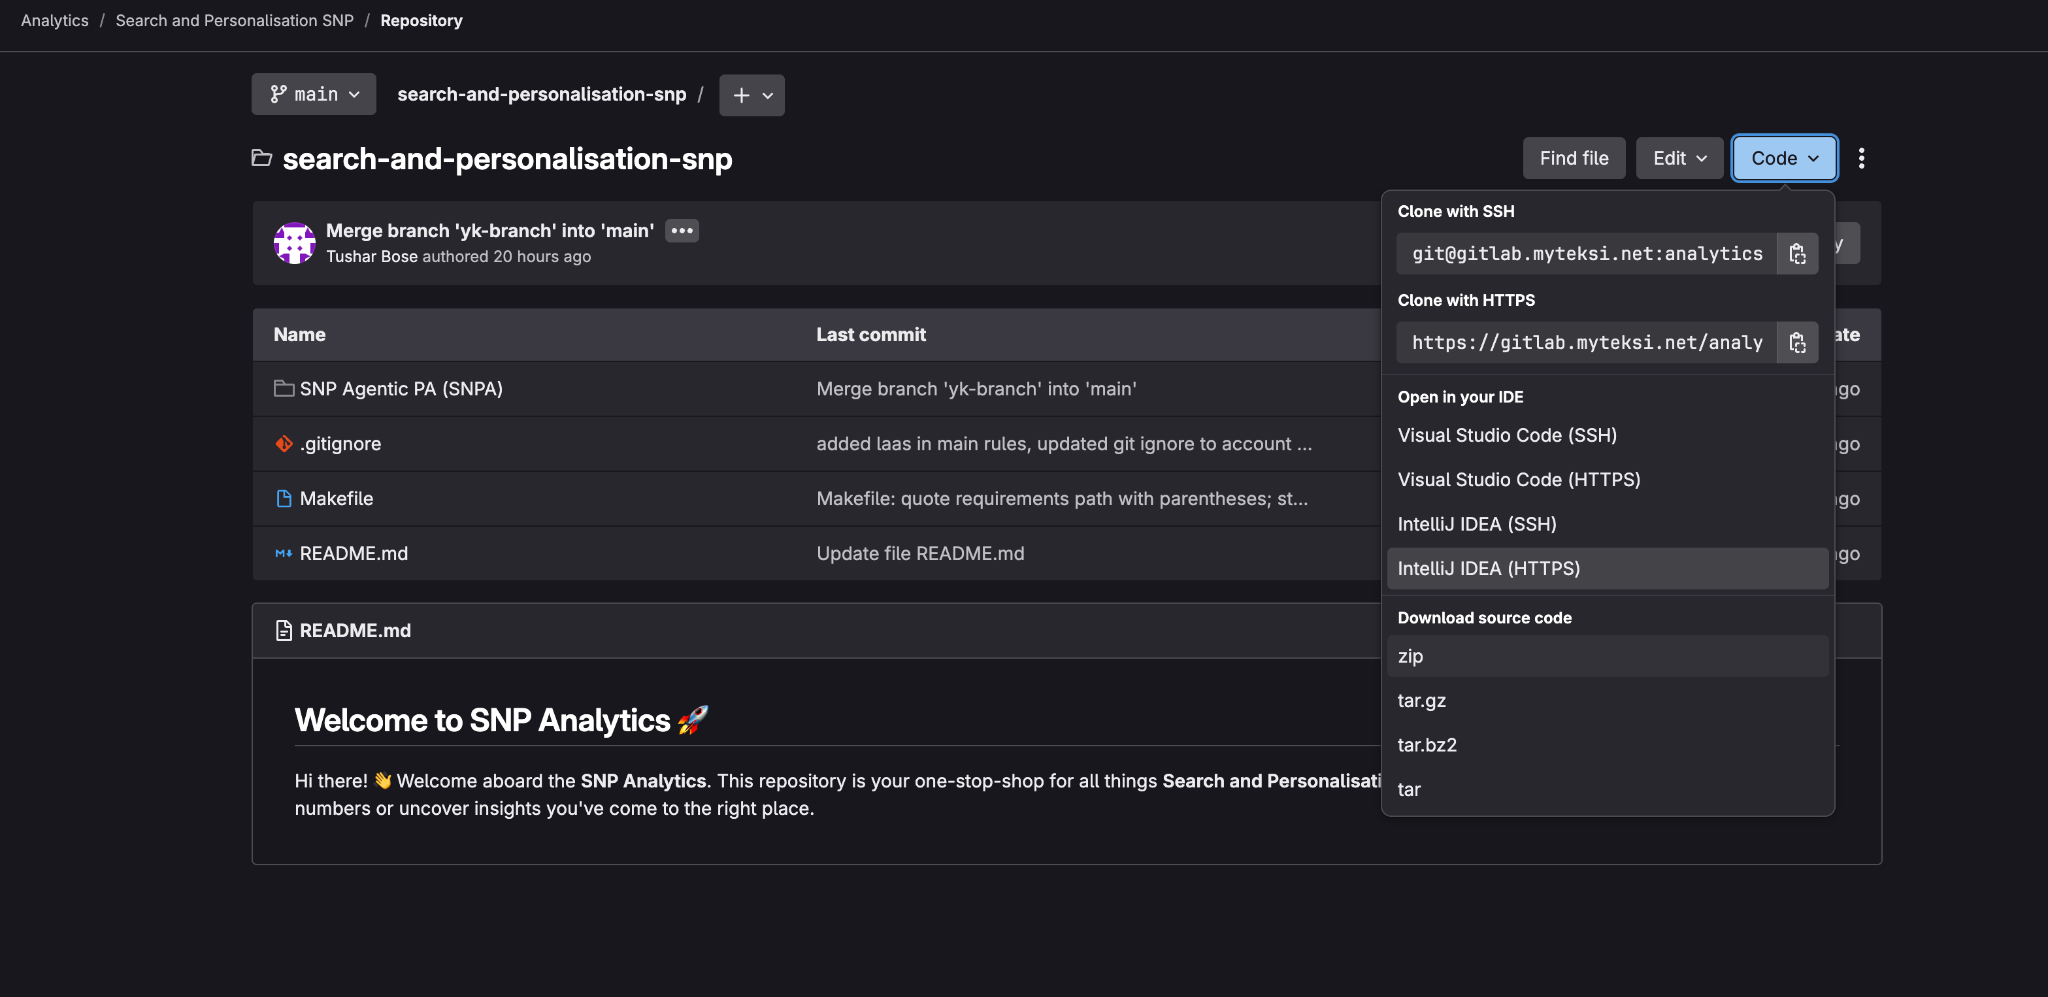 Analytics / Search and Personalisation SNP / Repository
main
search-and-personalisation-snp /
search-and-personalisation-snp
Find file
Edit
Code
Merge branch 'yk-branch' into 'main'
Tushar Bose authored 20 hours ago
Name Last commit
SNP Agentic PA (SNPA) Merge branch 'yk-branch' into 'main'
.gitignore added laas in main rules, updated git ignore to account ...
Makefile Makefile: quote requirements path with parentheses; st...
README.md Update file README.md
Clone with SSH
git@gitlab.myteksi.net:analytics
Clone with HTTPS
https://gitlab.myteksi.net/analy
Open in your IDE
Visual Studio Code (SSH)
Visual Studio Code (HTTPS)
IntelliJ IDEA (SSH)
IntelliJ IDEA (HTTPS)
Download source code
zip
tar.gz
tar.bz2
tar
README.md
Welcome to SNP Analytics 🚀
Hi there! 👋 Welcome aboard the SNP Analytics. This repository is your one-stop-shop for all things Search and
numbers or uncover insights you've come to the right place.